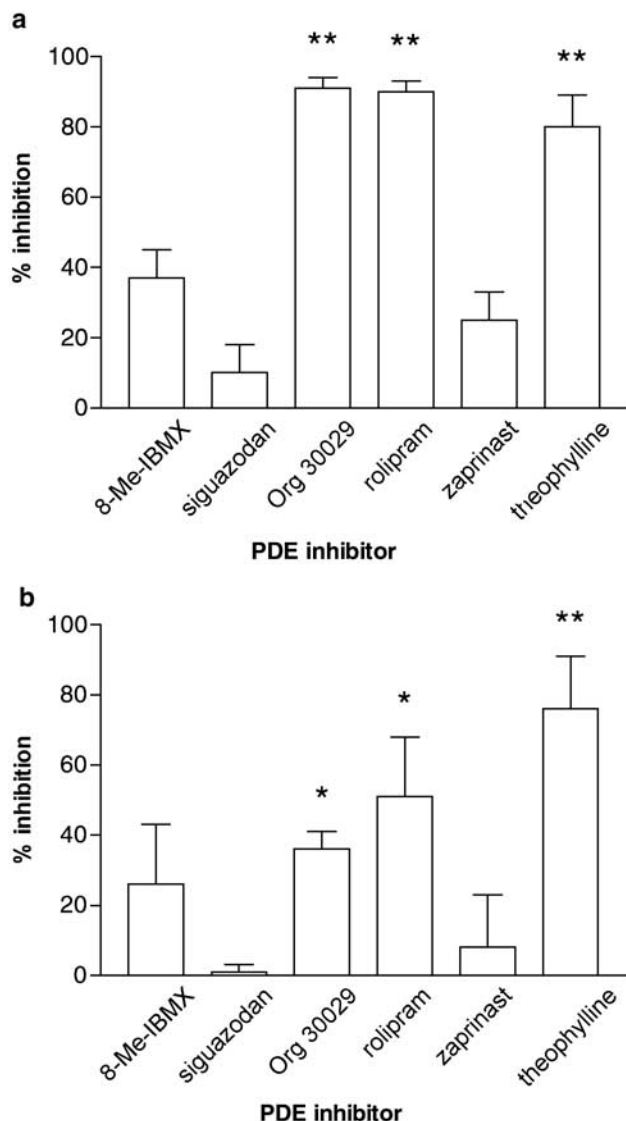 a
** ** **
100
80
60
40
20
0
% inhibition
8-Me-IBMX
siguazodan
Org 30029
rolipram
zaprinast
theophylline
PDE inhibitor
b
**
*
*
100
80
60
40
20
0
% inhibition
8-Me-IBMX
siguazodan
Org 30029
rolipram
zaprinast
theophylline
PDE inhibitor